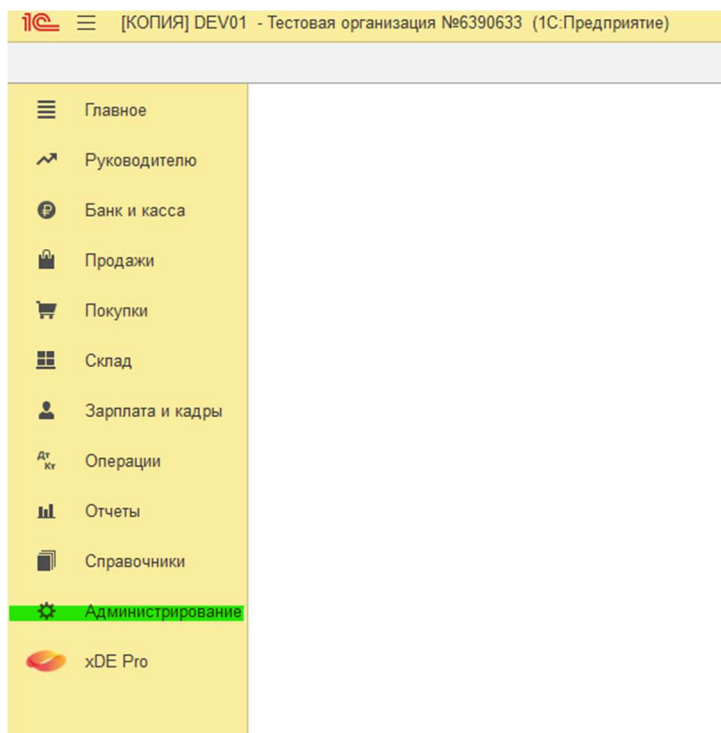 1С [КОПИЯ] DEV01 - Тестовая организация №6390633 (1С:Предприятие)
Главное
Руководителю
Банк и касса
Продажи
Покупки
Склад
Зарплата и кадры
Дт Кт Операции
Отчеты
Справочники
Администрирование
xDE Pro